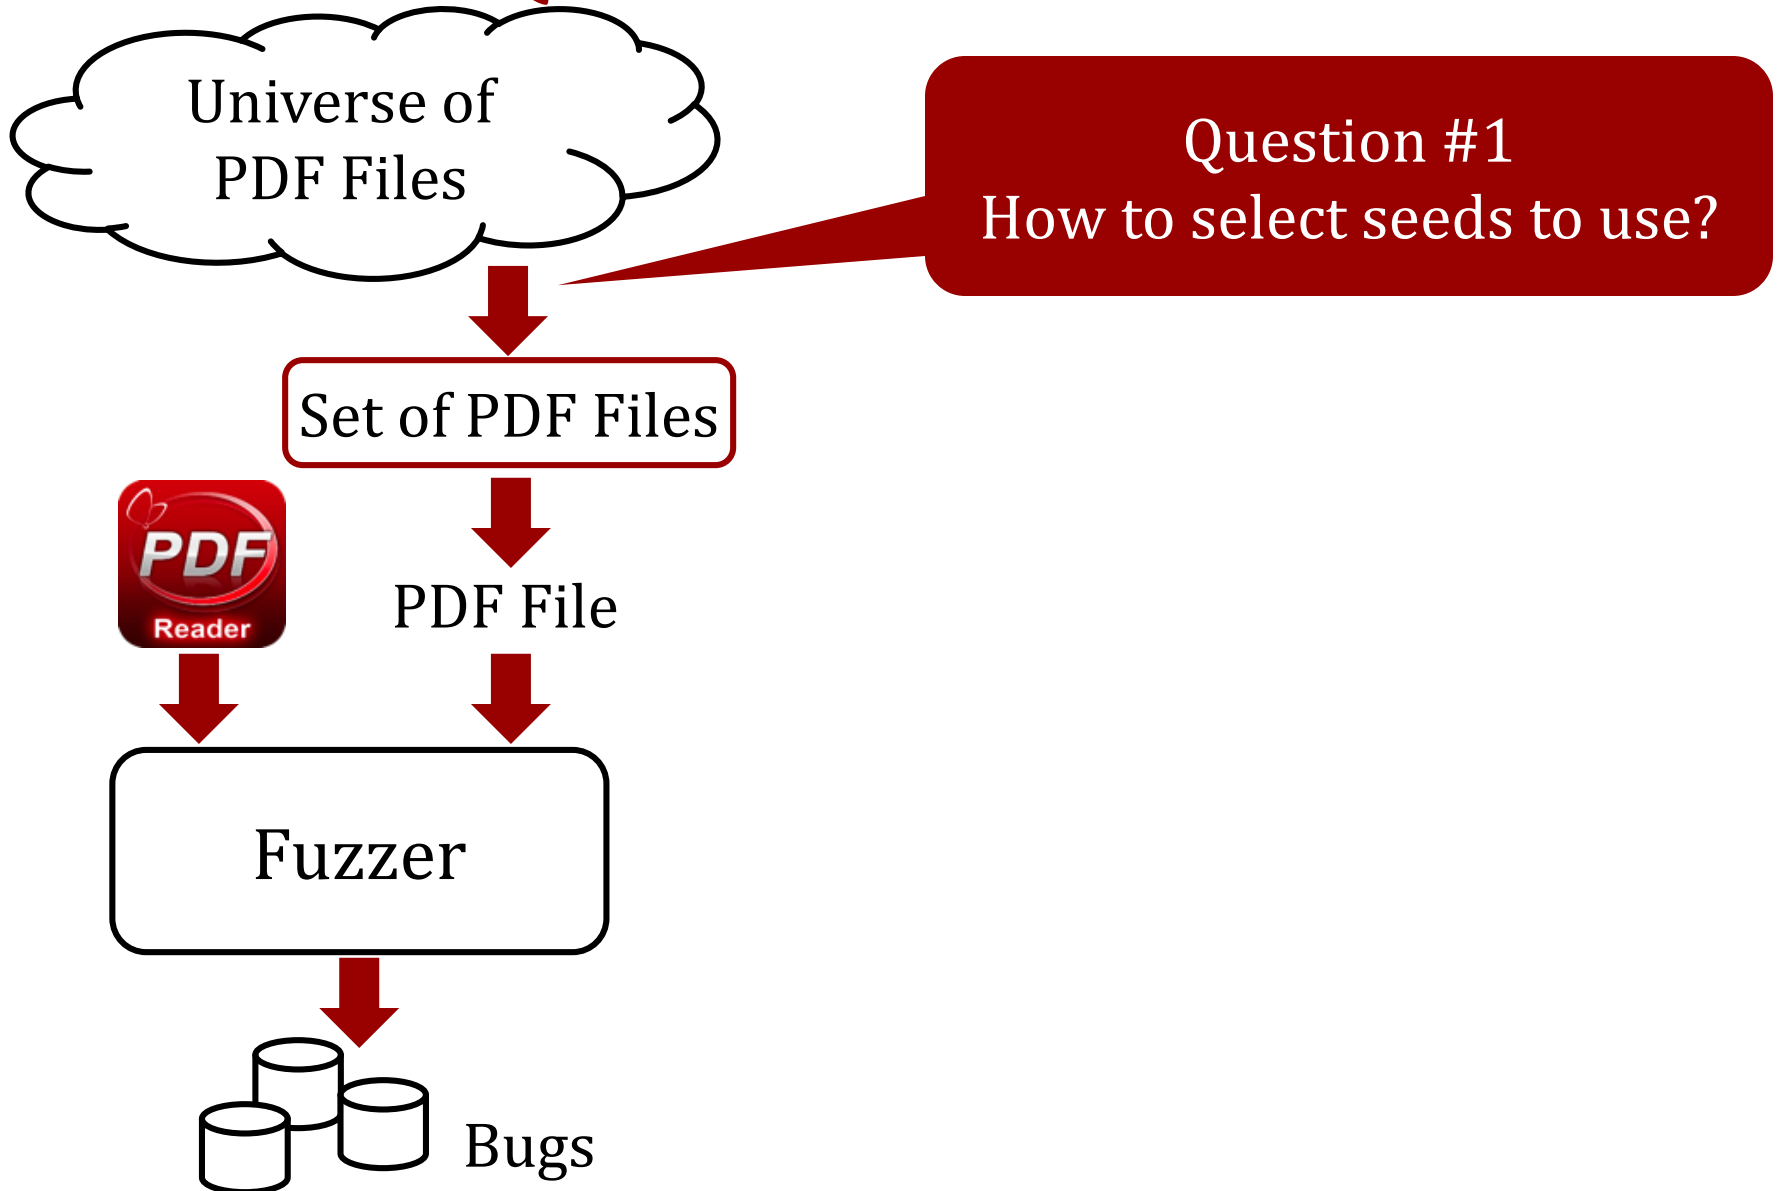 Universe of
PDF Files
Question #1
How to select seeds to use?
Set of PDF Files
PDF
Reader
PDF File
Fuzzer
Bugs